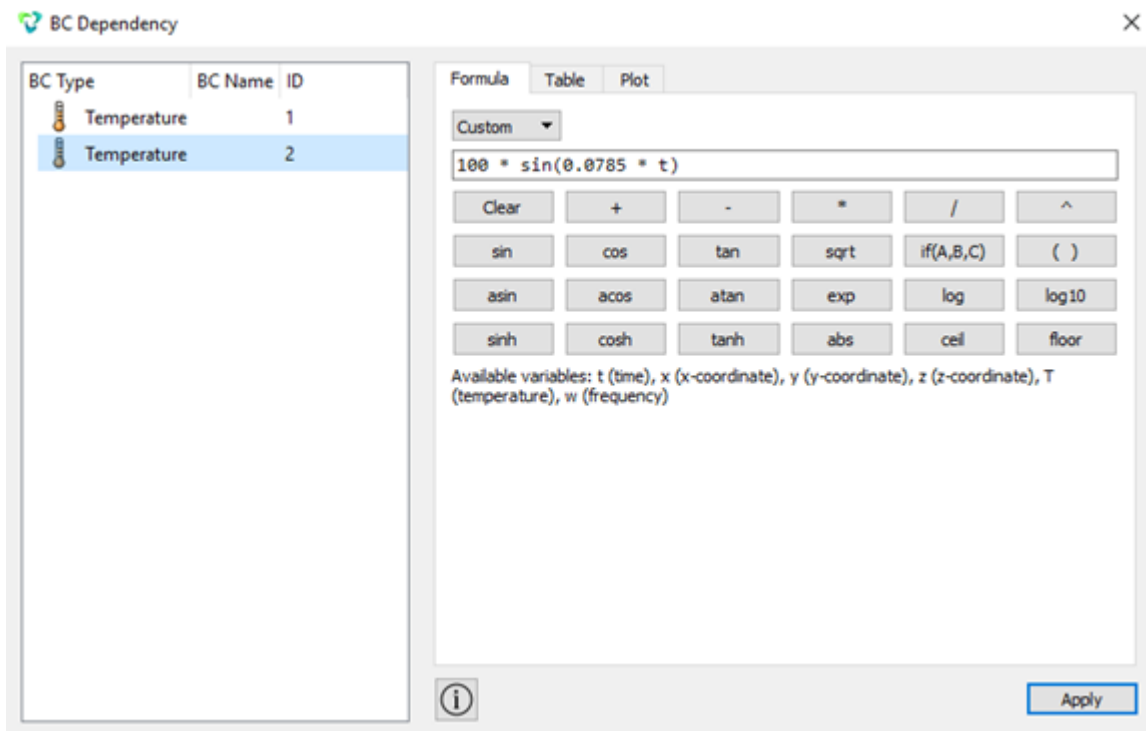 BC Dependency
BC Type BC Name ID
Temperature 1
Temperature 2
Formula Table Plot
Custom
100 * sin(0.0785 * t)
Clear + - * / ^
sin cos tan sqrt if(A,B,C) ( )
asin acos atan exp log log10
sinh cosh tanh abs ceil floor
Available variables: t (time), x (x-coordinate), y (y-coordinate), z (z-coordinate), T
(temperature), w (frequency)
Apply